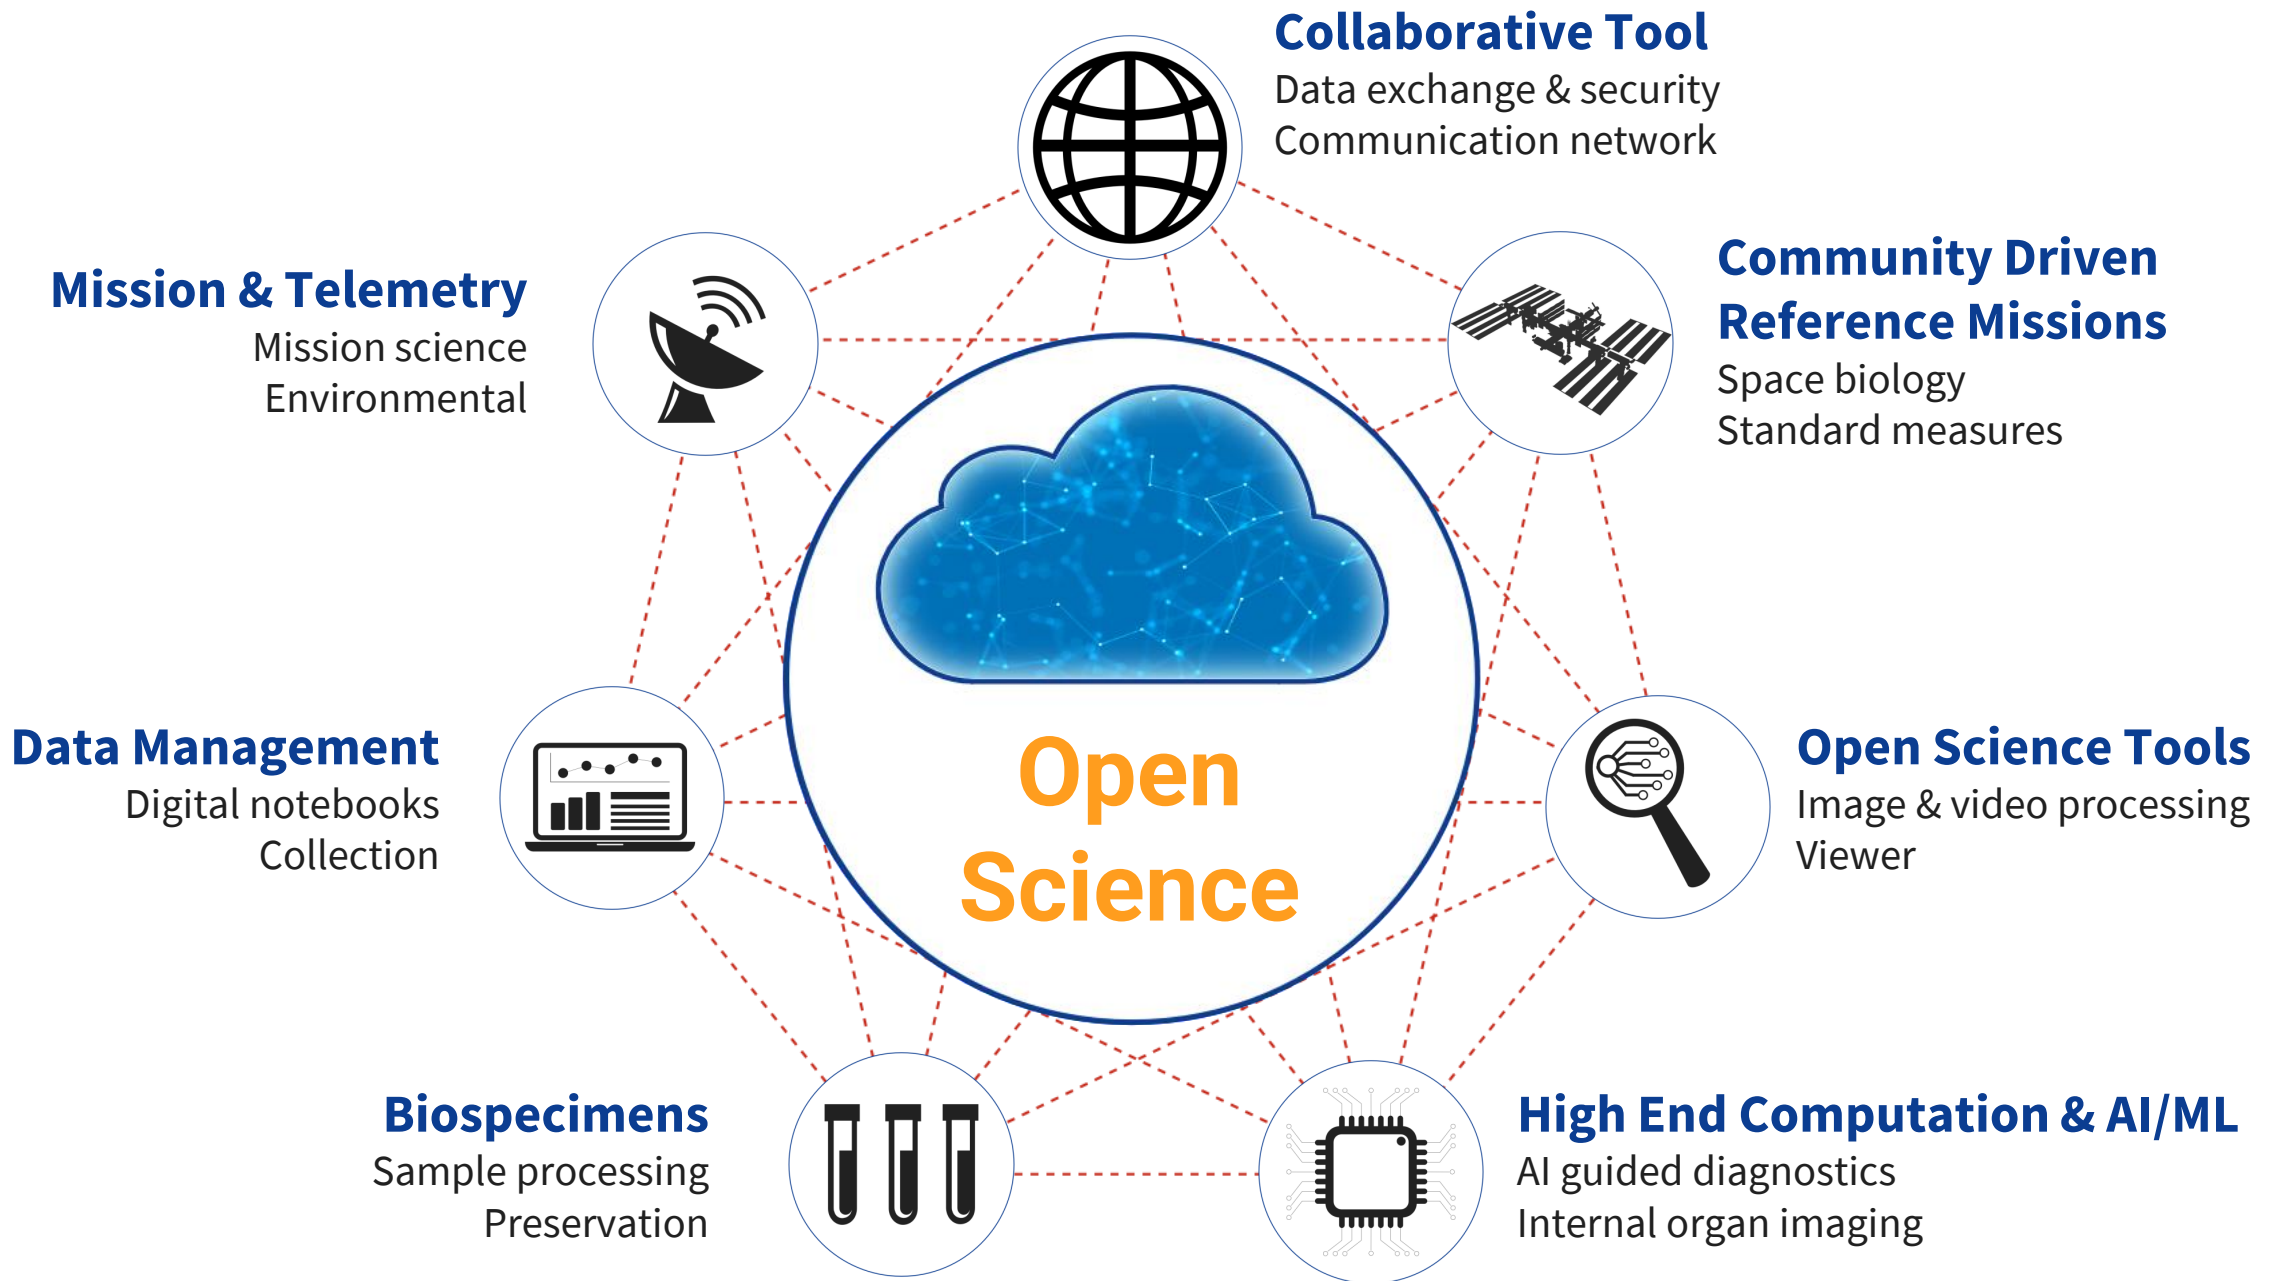 Collaborative Tool
Data exchange & security
Communication network
Mission & Telemetry
Mission science
Environmental
Community Driven
Reference Missions
Space biology
Standard measures
Data Management
Digital notebooks
Collection
Open
Science
Open Science Tools
Image & video processing
Viewer
Biospecimens
Sample processing
Preservation
High End Computation & AI/ML
AI guided diagnostics
Internal organ imaging